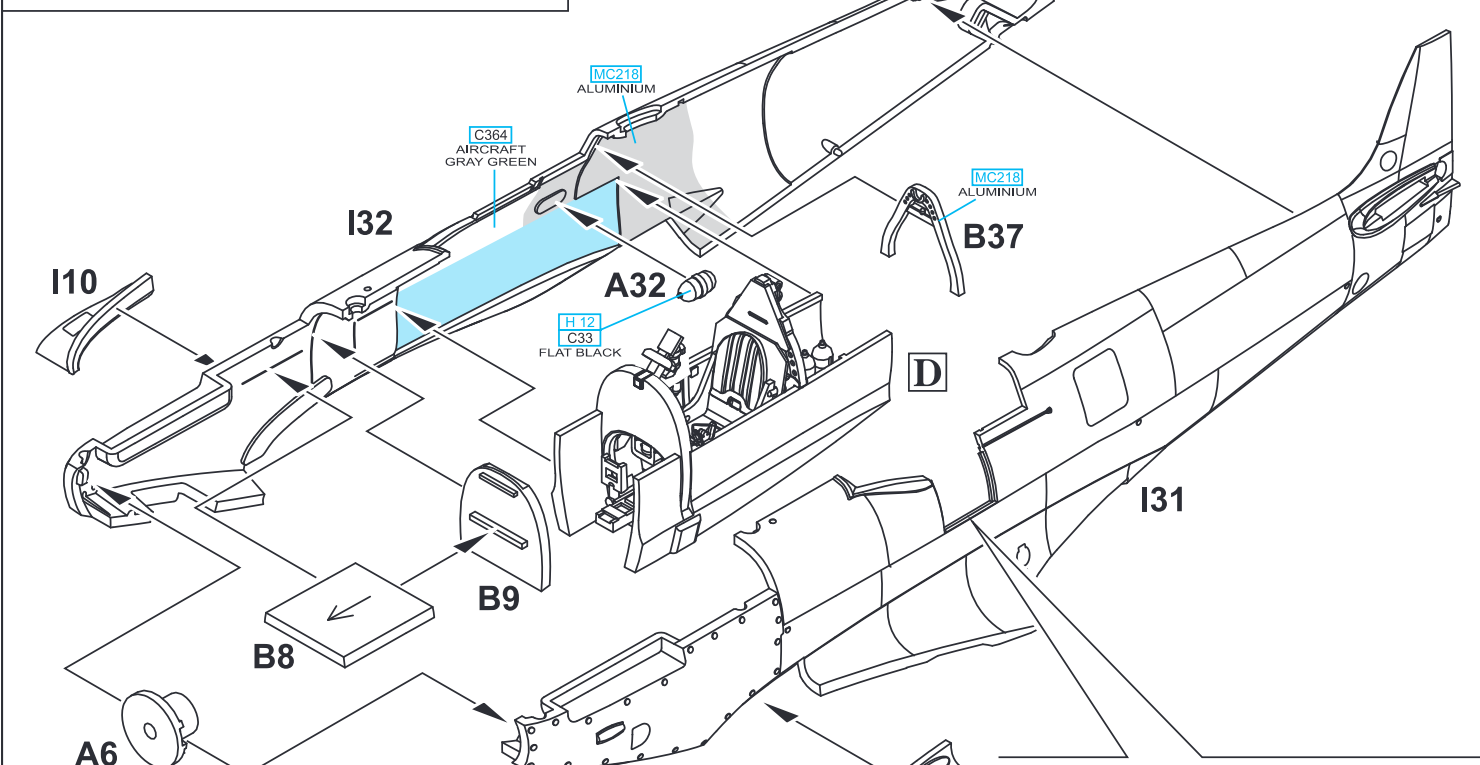 MC218
ALUMINIUM
C364
AIRCRAFT
GRAY GREEN
MC218
ALUMINIUM
I32
B37
I10
A32
H 12
C33
FLAT BLACK
D
I31
B9
B8
A6